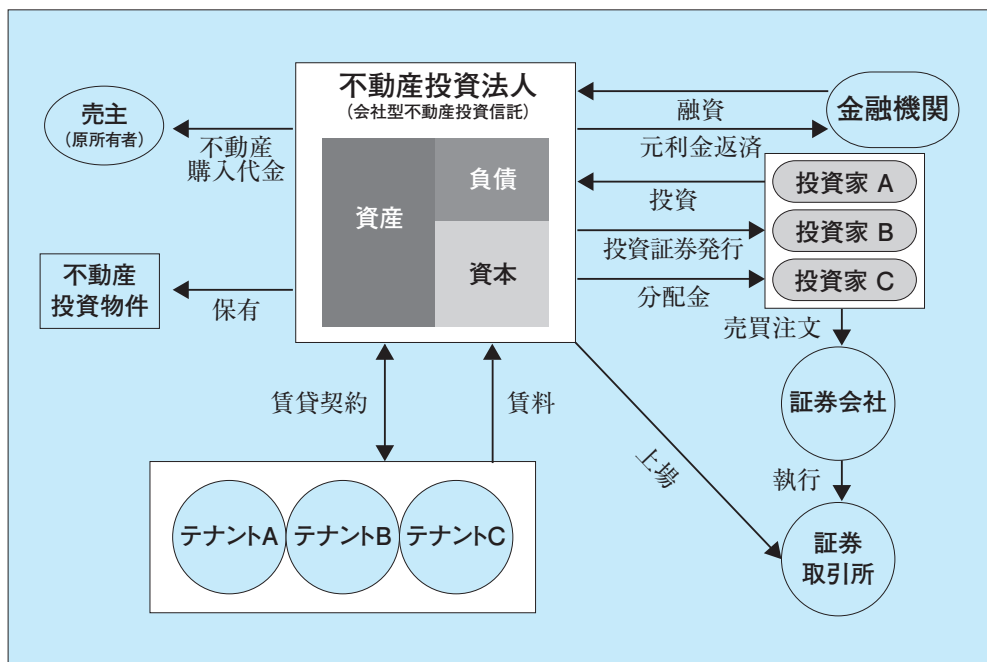 不動産投資法人
(会社型不動産投資信託)
売主
(原所有者)
不動産
購入代金
資産
負債
資本
融資
元利金返済
金融機関
投資
投資証券発行
分配金
投資家 A
投資家 B
投資家 C
不動産
投資物件
保有
売買注文
証券会社
執行
証券
取引所
上場
賃貸契約
賃料
テナントA
テナントB
テナントC